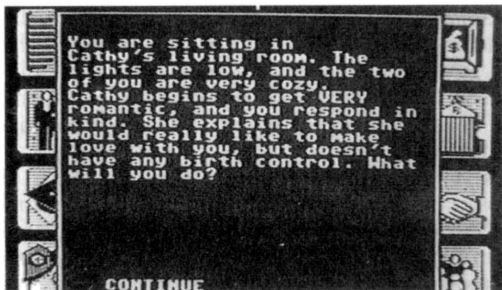 You are sitting in
Cathy's living room. The
lights are low, and the two
of you are very cozy.
Cathy begins to get VERY
romantic, and you respond in
kind. She explains that she
would really like to make
love with you, but doesn't
have any birth control. What
will you do?
CONTINUE